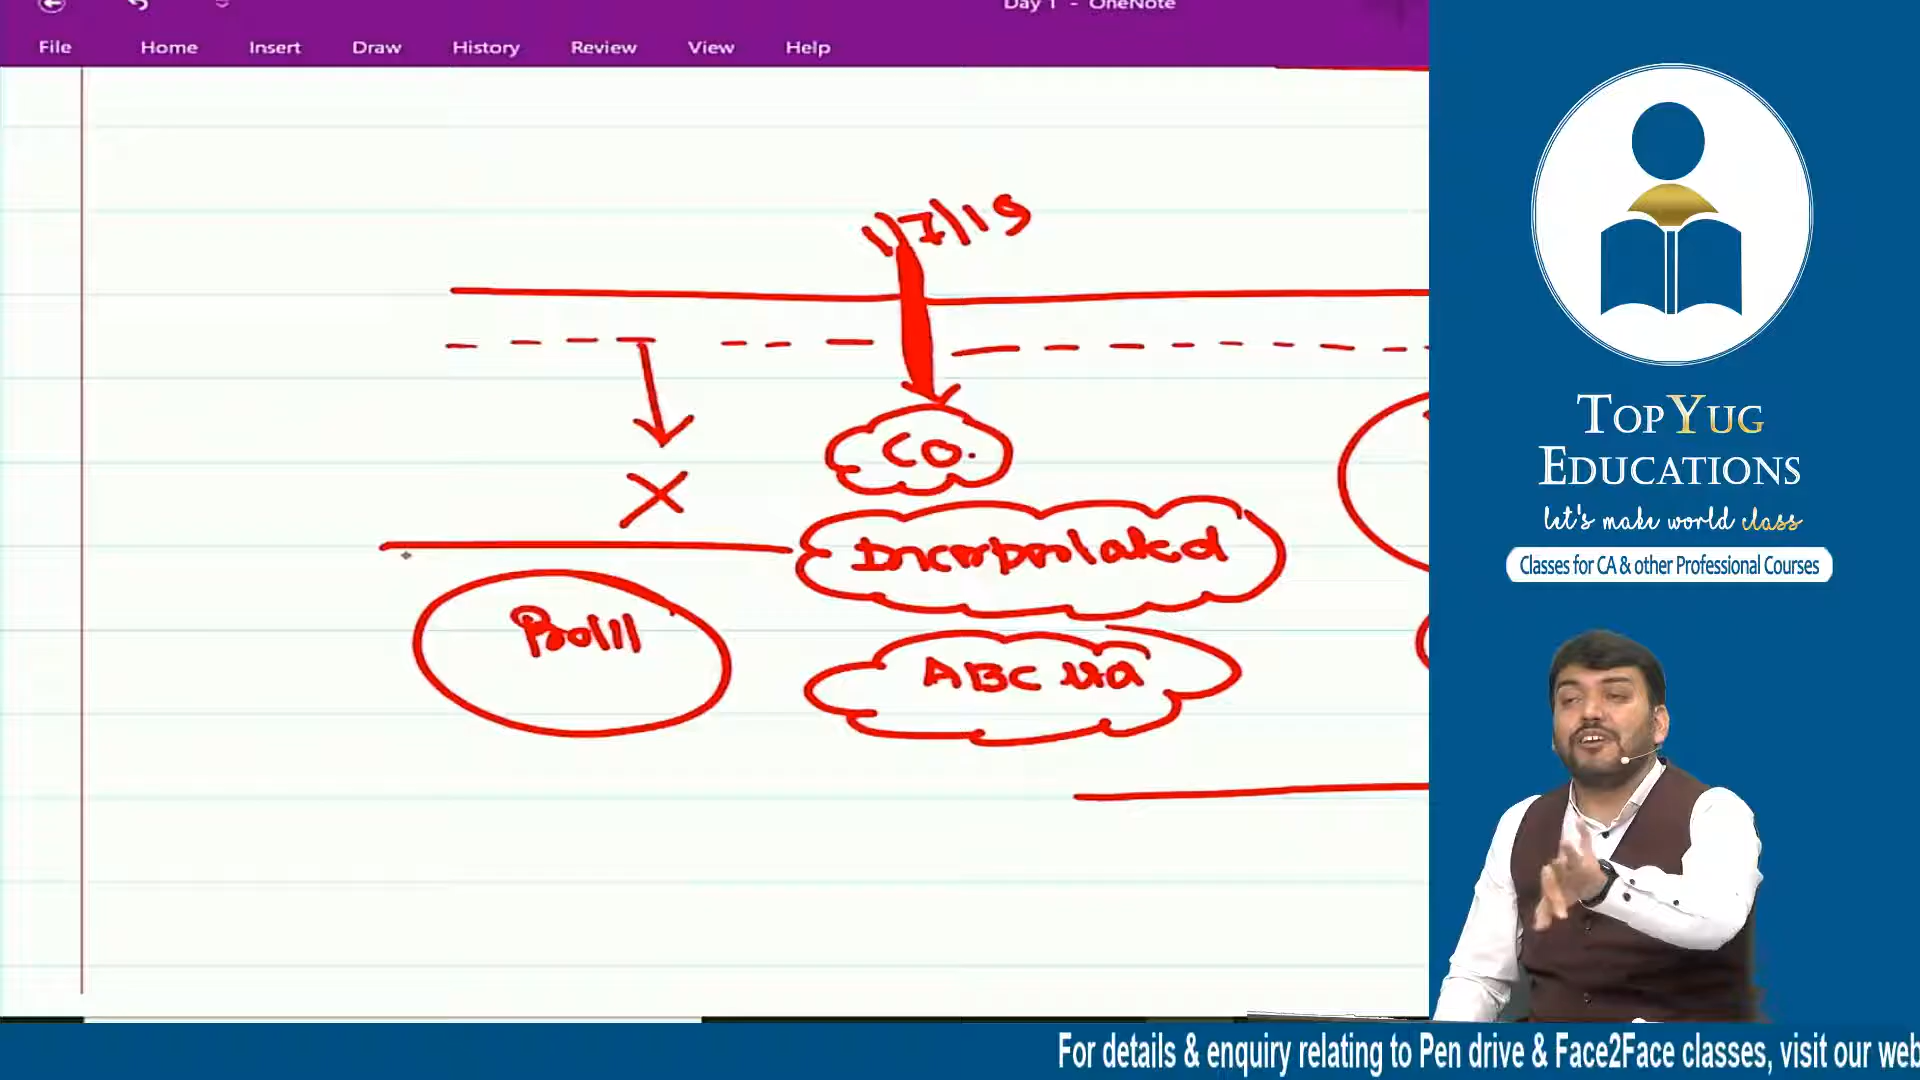 Day 1 - OneNote
File Home Insert Draw History Review View Help
1/7/19
CO.
Incorporated
ABC Ltd
TOPYUG
EDUCATIONS
let's make world class
Classes for CA & other Professional Courses
For details & enquiry relating to Pen drive & Face2Face classes, visit our web